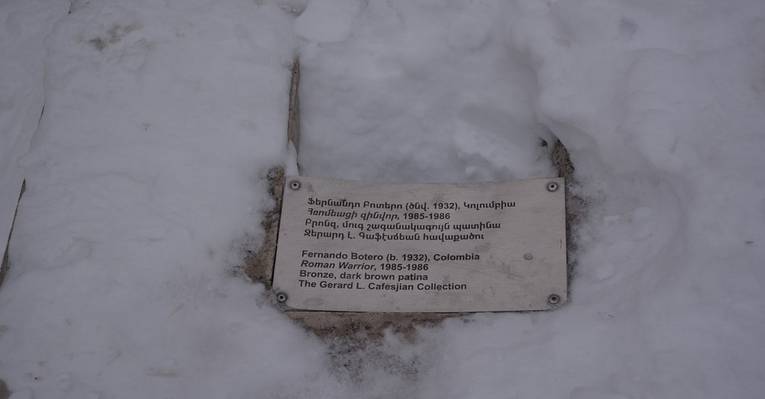 Ֆերնանդո Բոտերո (ծնվ. 1932), Կոլումբիա
Հռոմեացի զինվոր, 1985-1986
Բրոնզ, մուգ շագանակագույն պատինա
Ջերարդ Լ. Գաֆէսճեան հավաքածու
Fernando Botero (b. 1932), Colombia
Roman Warrior, 1985-1986
Bronze, dark brown patina
The Gerard L. Cafesjian Collection